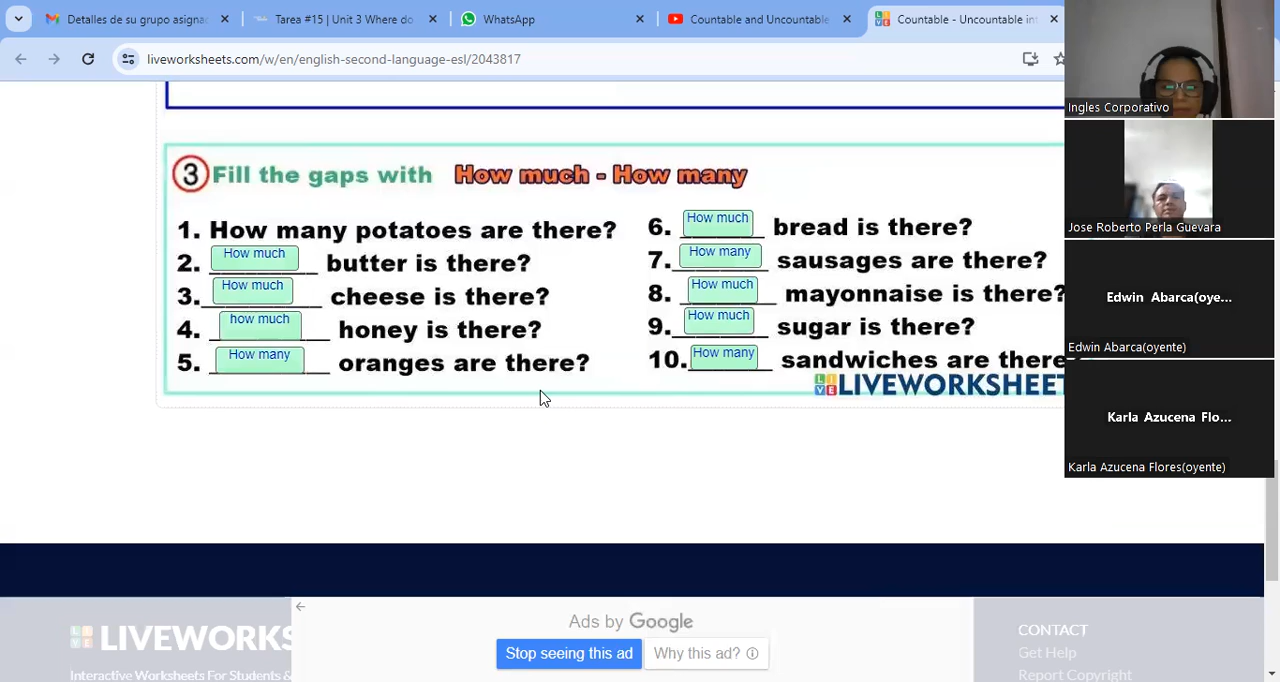 Detalles de su grupo asigna
Tarea #15 | Unit 3 Where do
WhatsApp
Countable and Uncountable
Countable - Uncountable in
liveworksheets.com/w/en/english-second-language-esl/2043817
Ingles Corporativo
Jose Roberto Perla Guevara
Edwin Abarca(oye...
Edwin Abarca(oyente)
Karla Azucena Flo...
Karla Azucena Flores(oyente)
3 Fill the gaps with How much - How many
1. How many potatoes are there?
2. How much butter is there?
3. How much cheese is there?
4. how much honey is there?
5. How many oranges are there?
6. How much bread is there?
7. How many sausages are there?
8. How much mayonnaise is there?
9. How much sugar is there?
10. How many sandwiches are there
LIVEWORKSHEET
LIVEWORKS
Interactive Worksheets For Students &
Ads by Google
Stop seeing this ad
Why this ad?
CONTACT
Get Help
Report Copyright